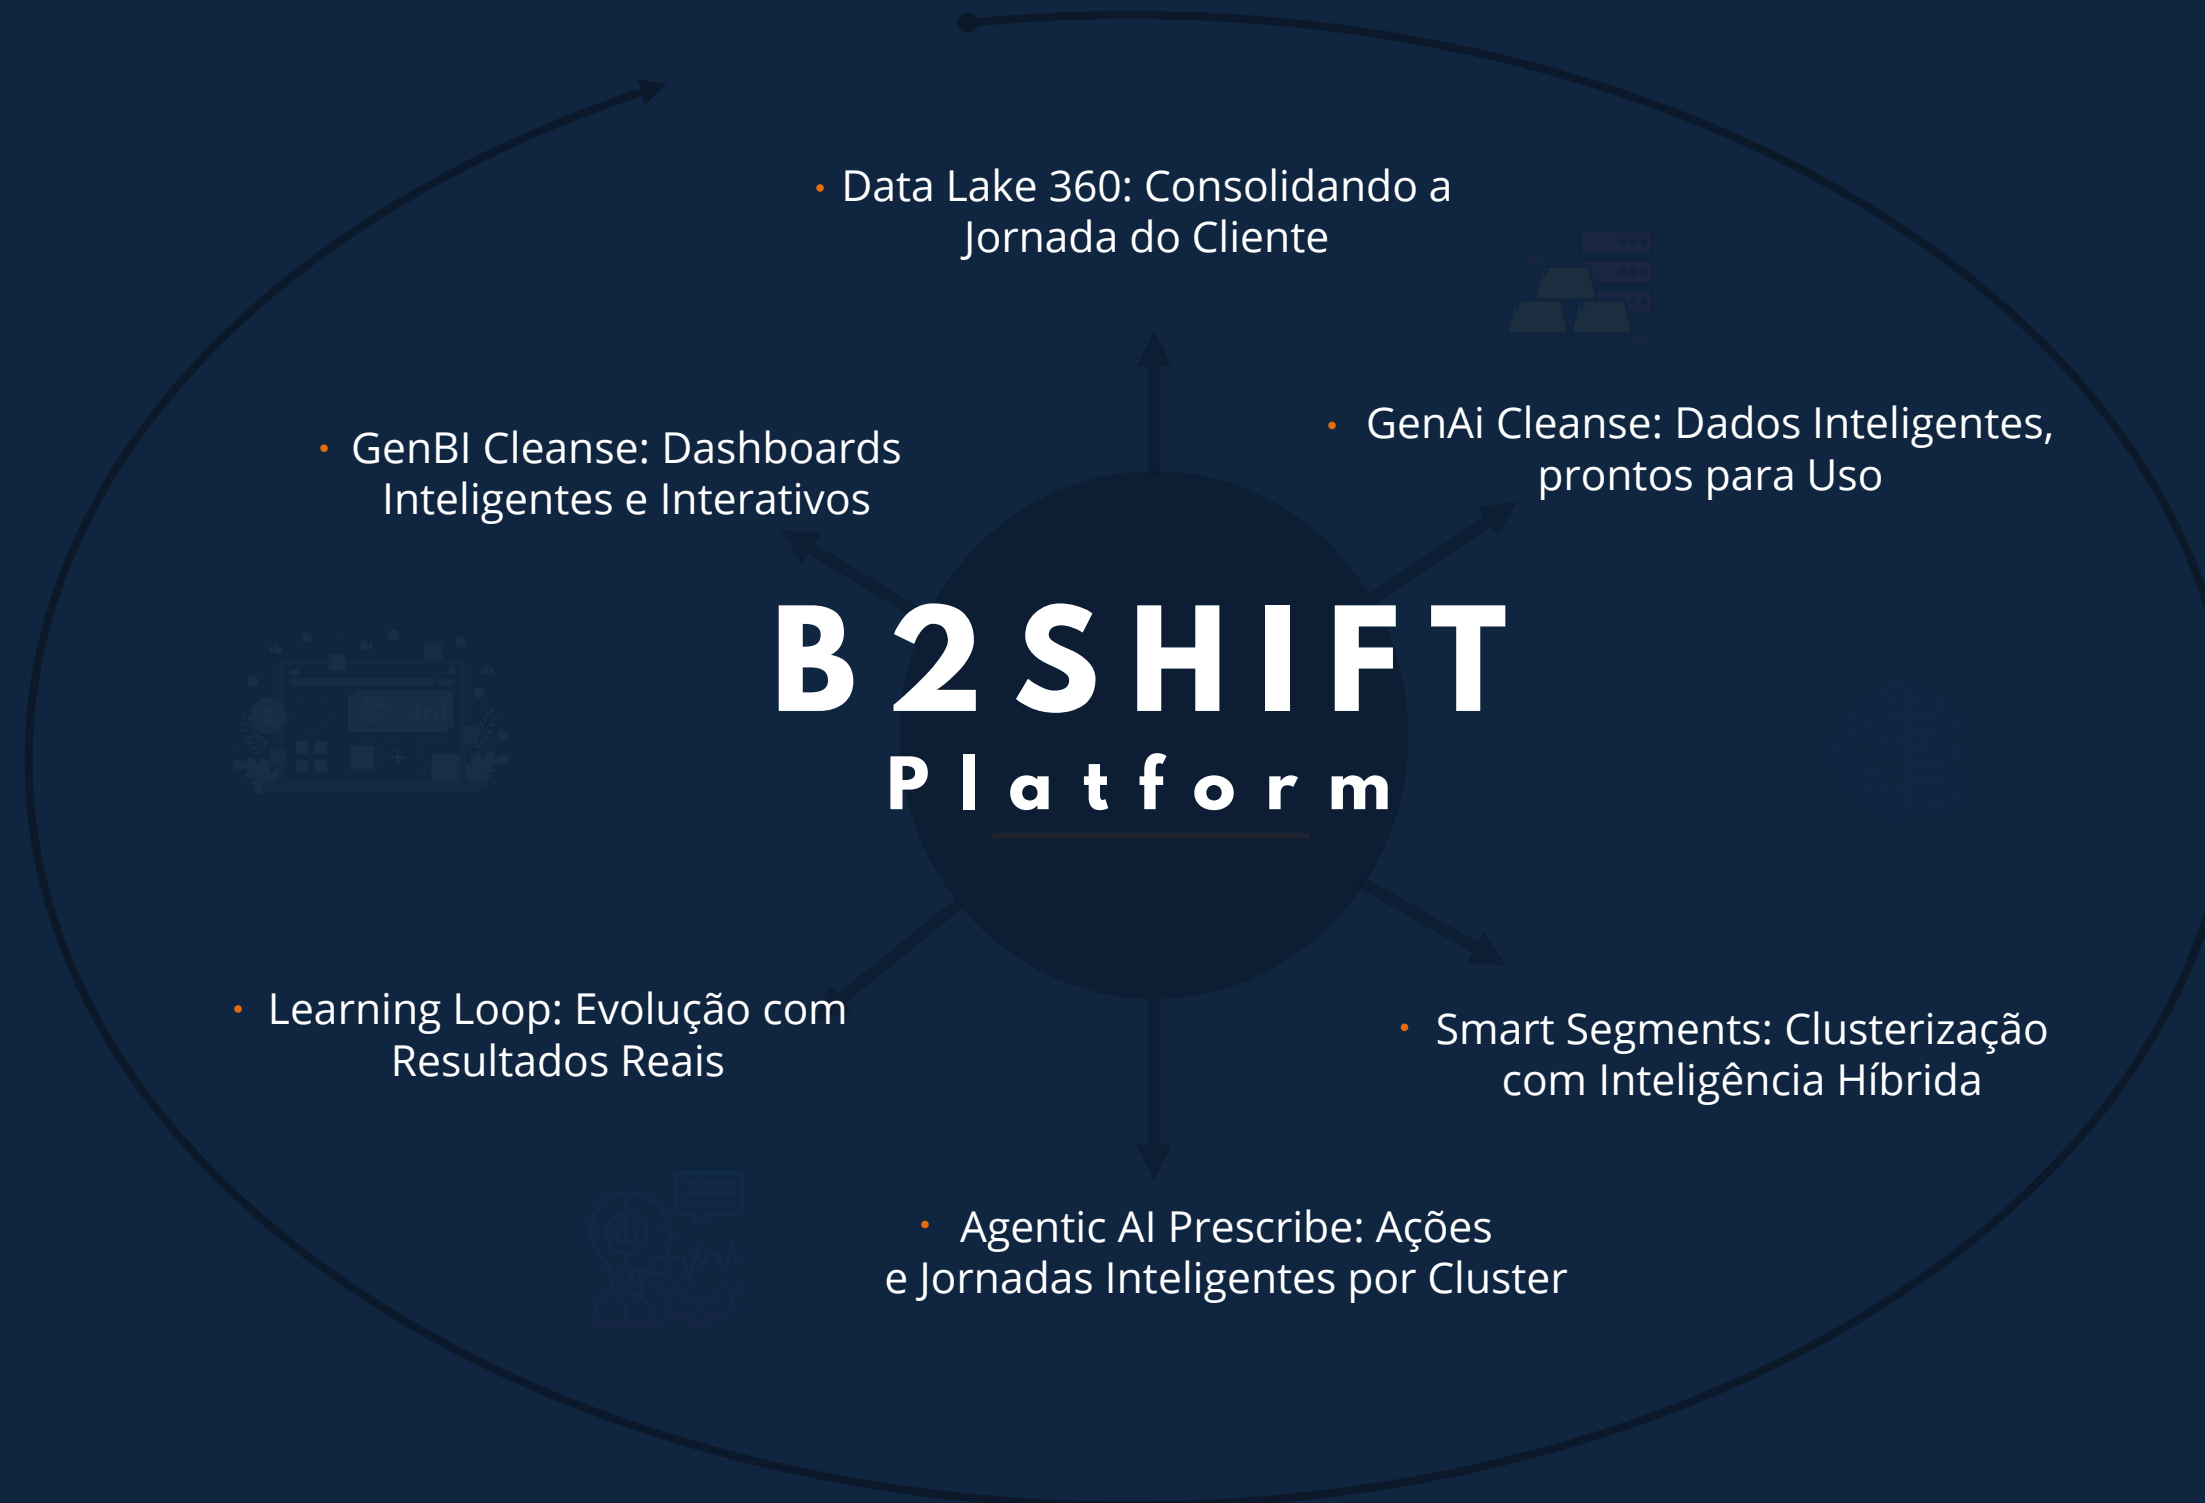 • Data Lake 360: Consolidando a
Jornada do Cliente
• GenAi Cleanse: Dados Inteligentes,
prontos para Uso
• GenBI Cleanse: Dashboards
Inteligentes e Interativos
B2SHIFT
Platform
• Learning Loop: Evolução com
Resultados Reais
• Smart Segments: Clusterização
com Inteligência Híbrida
• Agentic AI Prescribe: Ações
e Jornadas Inteligentes por Cluster